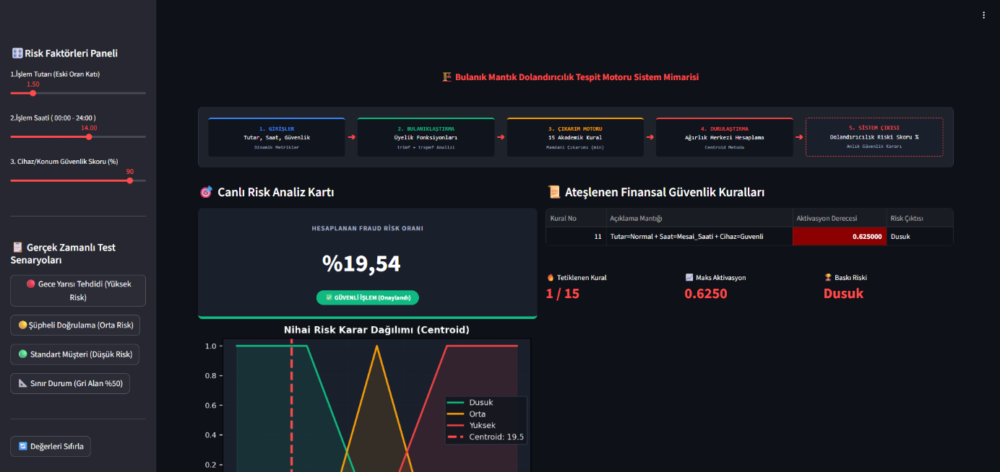 Risk Faktörleri Paneli
1.İşlem Tutarı (Eski Oran Katı)
1.50
2.İşlem Saati ( 00:00 - 24:00 )
14.00
3. Cihaz/Konum Güvenlik Skoru (%)
90
Gerçek Zamanlı Test
Senaryoları
Gece Yarısı Tehdidi (Yüksek
Risk)
Şüpheli Doğrulama (Orta Risk)
Standart Müşteri (Düşük Risk)
Sınır Durum (Gri Alan %50)
Değerleri Sıfırla
Bulanık Mantık Dolandırıcılık Tespit Motoru Sistem Mimarisi
1. GIRIŞLER
Tutar, Saat, Güvenlik
Dinamik Metrikler
2. BULANIKLAŞTIRMA
Üyelik Fonksiyonları
trimf + trapmf Analizi
3. ÇIKARIM MOTORU
15 Akademik Kural
Mamdani Çıkarımı (min)
4. DURULAŞTIRMA
Ağırlık Merkezi Hesaplama
Centroid Metodu
5. SİSTEM ÇIKISI
Dolandırıcılık Riski Skoru %
Anlık Güvenlik Kararı
Canlı Risk Analiz Kartı
HESAPLANAN FRAUD RİSK ORANI
%19,54
GÜVENLİ İŞLEM (Onaylandı)
Nihai Risk Karar Dağılımı (Centroid)
1.0
0.8
0.6
0.4
0.2
Dusuk
Orta
Yuksek
Centroid: 19.5
Ateşlenen Finansal Güvenlik Kuralları
Kural No Açıklama Mantığı Aktivasyon Derecesi Risk Çıktısı
11 Tutar=Normal + Saat=Mesai_Saati + Cihaz=Guvenli 0.625000 Dusuk
Tetiklenen Kural
1 / 15
Maks Aktivasyon
0.6250
Baskı Riski
Dusuk